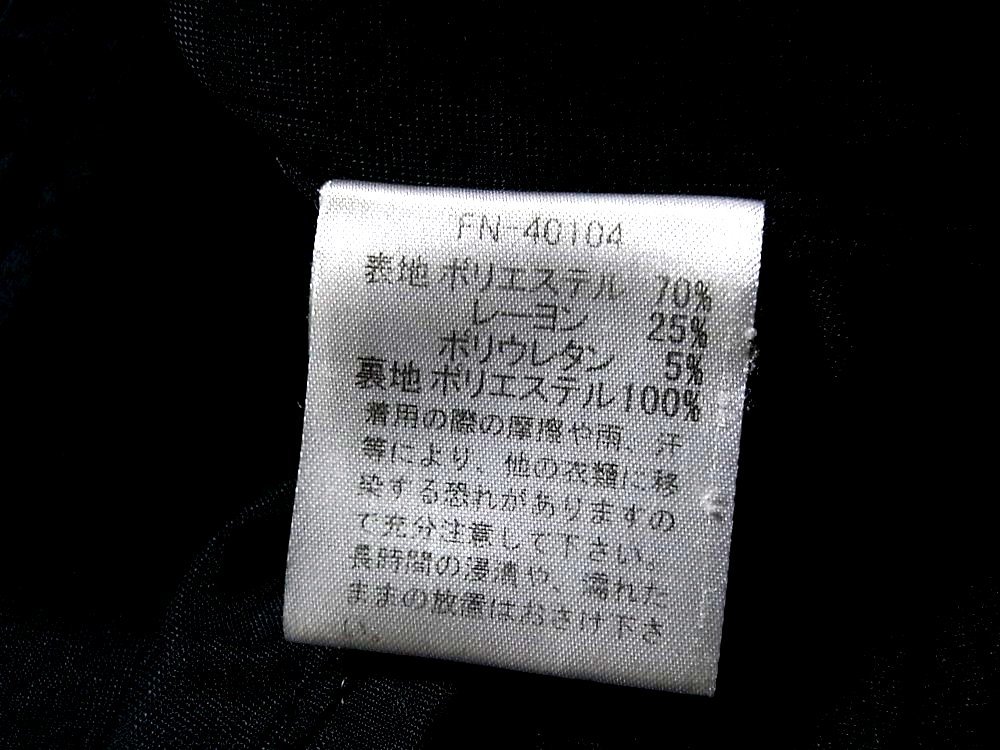 FN-40104
表地 ポリエステル 70%
レーヨン 25%
ポリウレタン 5%
裏地 ポリエステル 100%
着用の際の摩擦や雨、汗
等により、他の衣類に移
染する恐れがありますの
で充分注意して下さい。
長時間の浸漬や、濡れた
ままの放置はおさけ下さ
い。